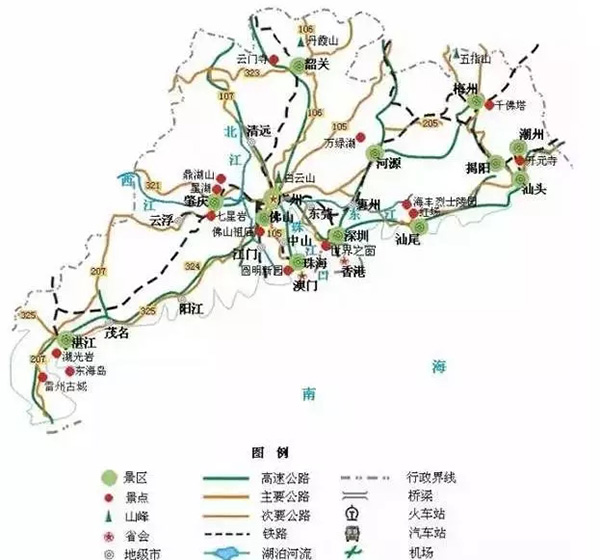 106
丹霞山
云门寺
韶关
323
五指山
107
梅州
千佛塔
106
105
205
北
江
清远
万绿湖
河源
潮州
揭阳
开元寺
鼎湖山
白云山
西
江
321
星湖
肇庆
广州
汕头
惠州
海丰烈士陵园
东莞
东
江
红场
云浮
七星岩
佛山
珠
佛山祖庙
105
深圳
汕尾
中山
江
世界之窗
江门
口
207
324
圆明新园
珠海
香港
澳门
325
325
阳江
茂名
湛江
207
湖光岩
东海岛
雷州古城
海
南
图 例
景区
高速公路
行政界线
景点
主要公路
桥梁
山峰
次要公路
火车站
省会
铁路
汽车站
地级市
湖泊河流
机场